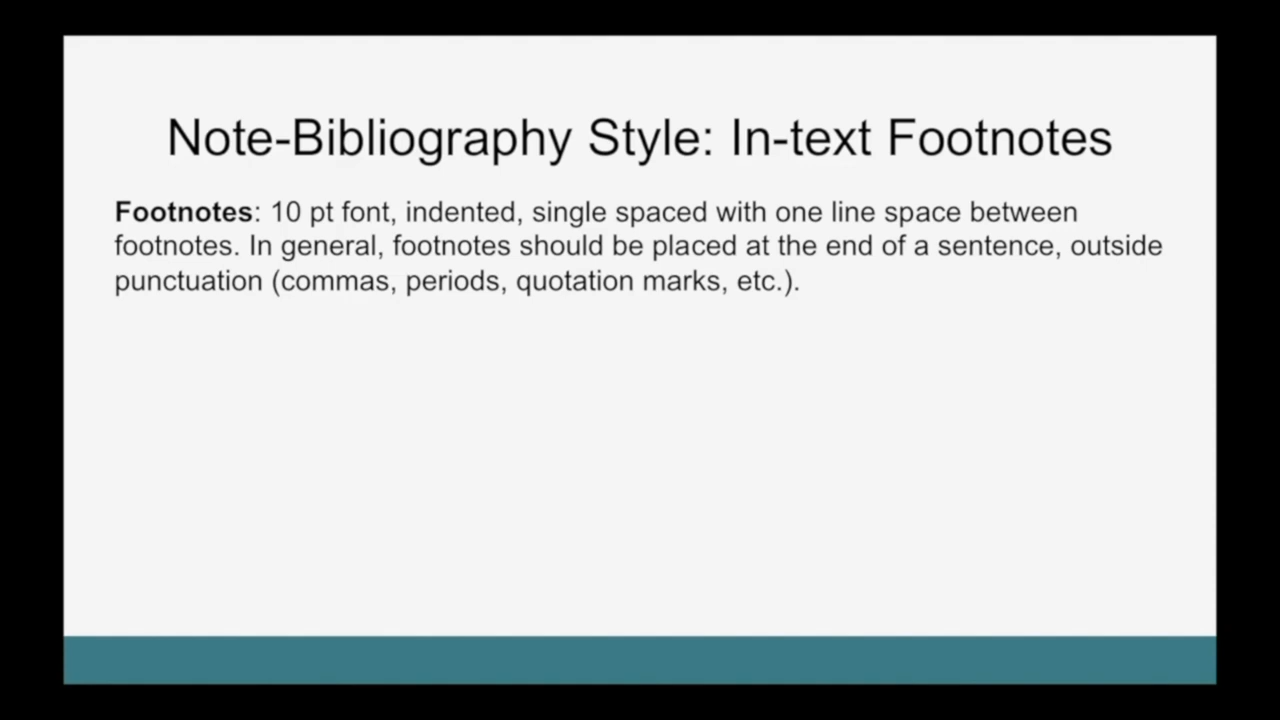 Note-Bibliography Style: In-text Footnotes
Footnotes: 10 pt font, indented, single spaced with one line space between
footnotes. In general, footnotes should be placed at the end of a sentence, outside
punctuation (commas, periods, quotation marks, etc.).